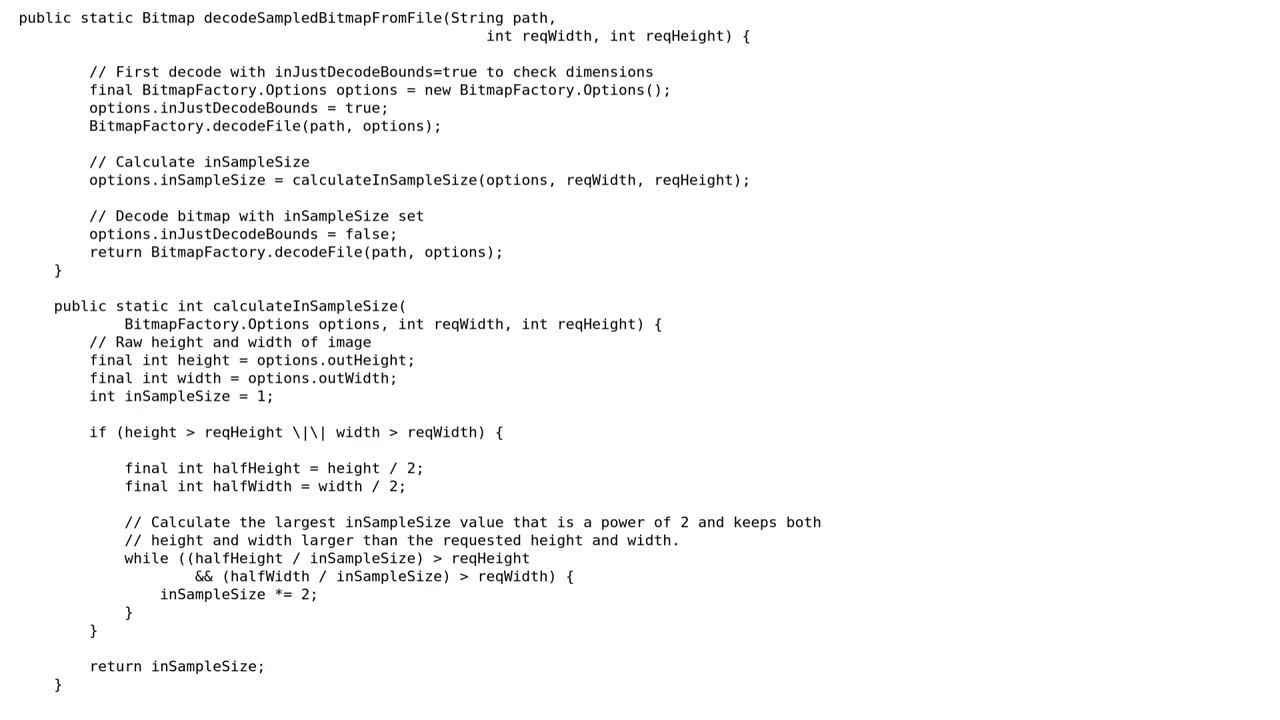 public static Bitmap decodeSampledBitmapFromFile(String path,
                                                     int reqWidth, int reqHeight) {

        // First decode with inJustDecodeBounds=true to check dimensions
        final BitmapFactory.Options options = new BitmapFactory.Options();
        options.inJustDecodeBounds = true;
        BitmapFactory.decodeFile(path, options);

        // Calculate inSampleSize
        options.inSampleSize = calculateInSampleSize(options, reqWidth, reqHeight);

        // Decode bitmap with inSampleSize set
        options.inJustDecodeBounds = false;
        return BitmapFactory.decodeFile(path, options);
    }

    public static int calculateInSampleSize(
            BitmapFactory.Options options, int reqWidth, int reqHeight) {
        // Raw height and width of image
        final int height = options.outHeight;
        final int width = options.outWidth;
        int inSampleSize = 1;

        if (height > reqHeight \|\| width > reqWidth) {

            final int halfHeight = height / 2;
            final int halfWidth = width / 2;

            // Calculate the largest inSampleSize value that is a power of 2 and keeps both
            // height and width larger than the requested height and width.
            while ((halfHeight / inSampleSize) > reqHeight
                    && (halfWidth / inSampleSize) > reqWidth) {
                inSampleSize *= 2;
            }
        }

        return inSampleSize;
    }